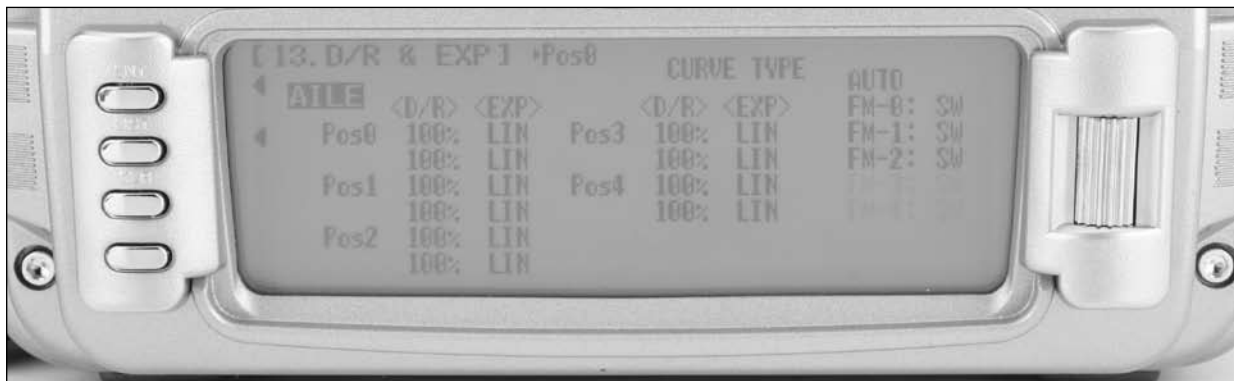 [13.D/R & EXP] Pos0
CURVE TYPE
AILE
<D/R> <EXP> <D/R> <EXP>
AUTO
Pos0 100% LIN Pos3 100% LIN FM-0: SW
100% LIN 100% LIN FM-1: SW
Pos1 100% LIN Pos4 100% LIN FM-2: SW
100% LIN 100% LIN
Pos2 100% LIN
100% LIN